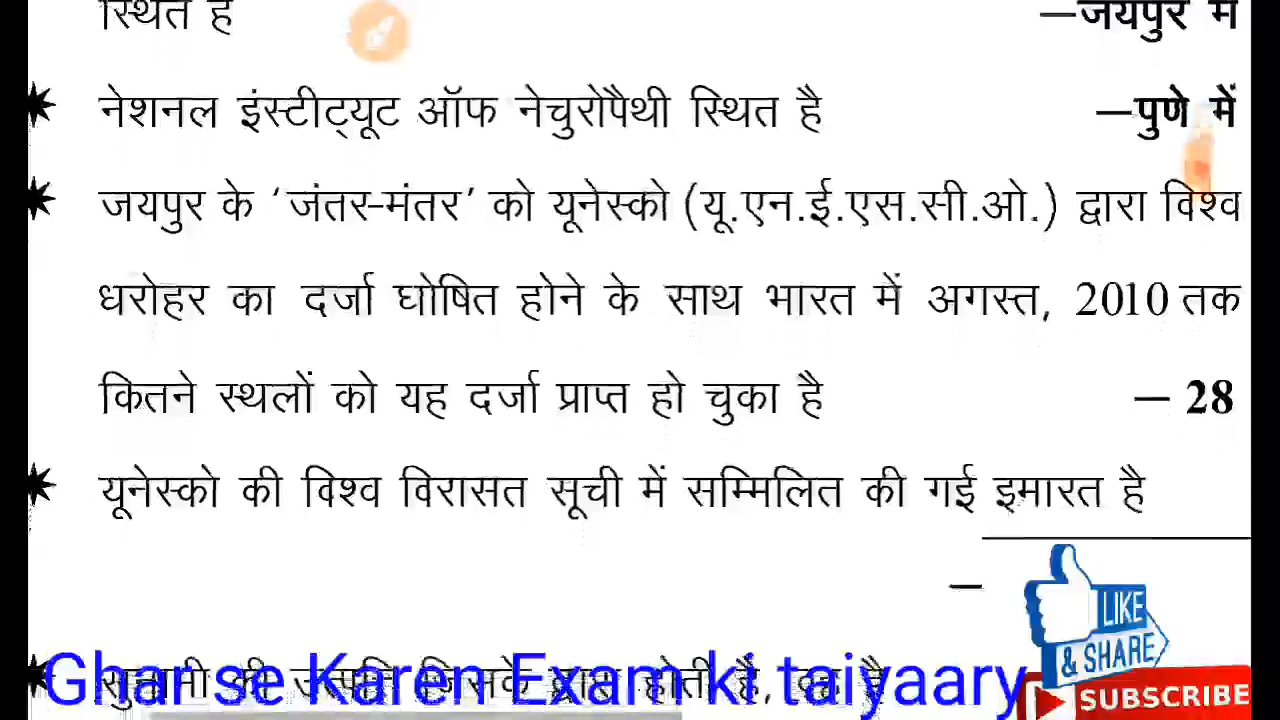 स्थित है —जयपुर में
नेशनल इंस्टीट्यूट ऑफ नेचुरोपैथी स्थित है —पुणे में
जयपुर के ‘जंतर-मंतर’ को यूनेस्को (यू.एन.ई.एस.सी.ओ.) द्वारा विश्व
धरोहर का दर्जा घोषित होने के साथ भारत में अगस्त, 2010 तक
कितने स्थलों को यह दर्जा प्राप्त हो चुका है — 28
यूनेस्को की विश्व विरासत सूची में सम्मिलित की गई इमारत है
—
LIKE
& SHARE
होती है,
Ghar se Karen Exam ki taiyaary
SUBSCRIBE